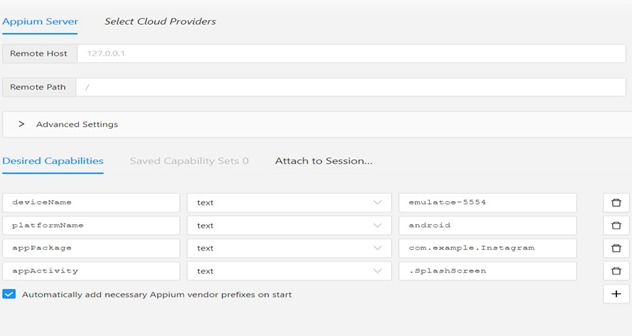 Appium Server Select Cloud Providers
Remote Host 127.0.0.1
Remote Path /
> Advanced Settings
Desired Capabilities Saved Capability Sets 0 Attach to Session...
deviceName text emulatoe-5554
platformName text android
appPackage text com.example.Instagram
appActivity text .SplashScreen
Automatically add necessary Appium vendor prefixes on start +